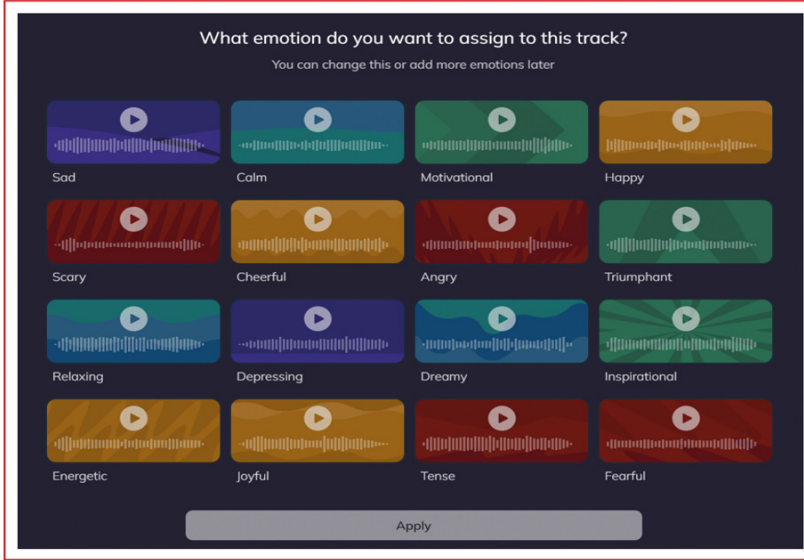 What emotion do you want to assign to this track?
You can change this or add more emotions later
Sad
Calm
Motivational
Happy
Scary
Cheerful
Angry
Triumphant
Relaxing
Depressing
Dreamy
Inspirational
Energetic
Joyful
Tense
Fearful
Apply